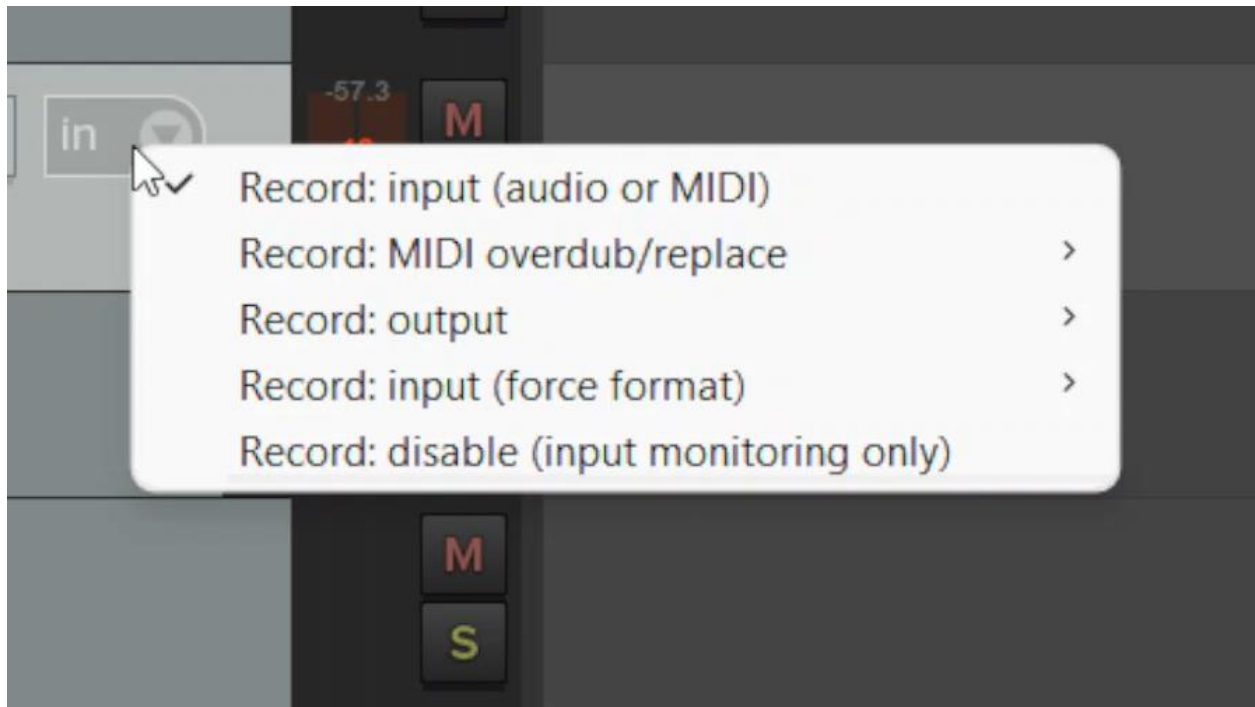 -57.3
in
M
Record: input (audio or MIDI)
Record: MIDI overdub/replace
Record: output
Record: input (force format)
Record: disable (input monitoring only)
M
S